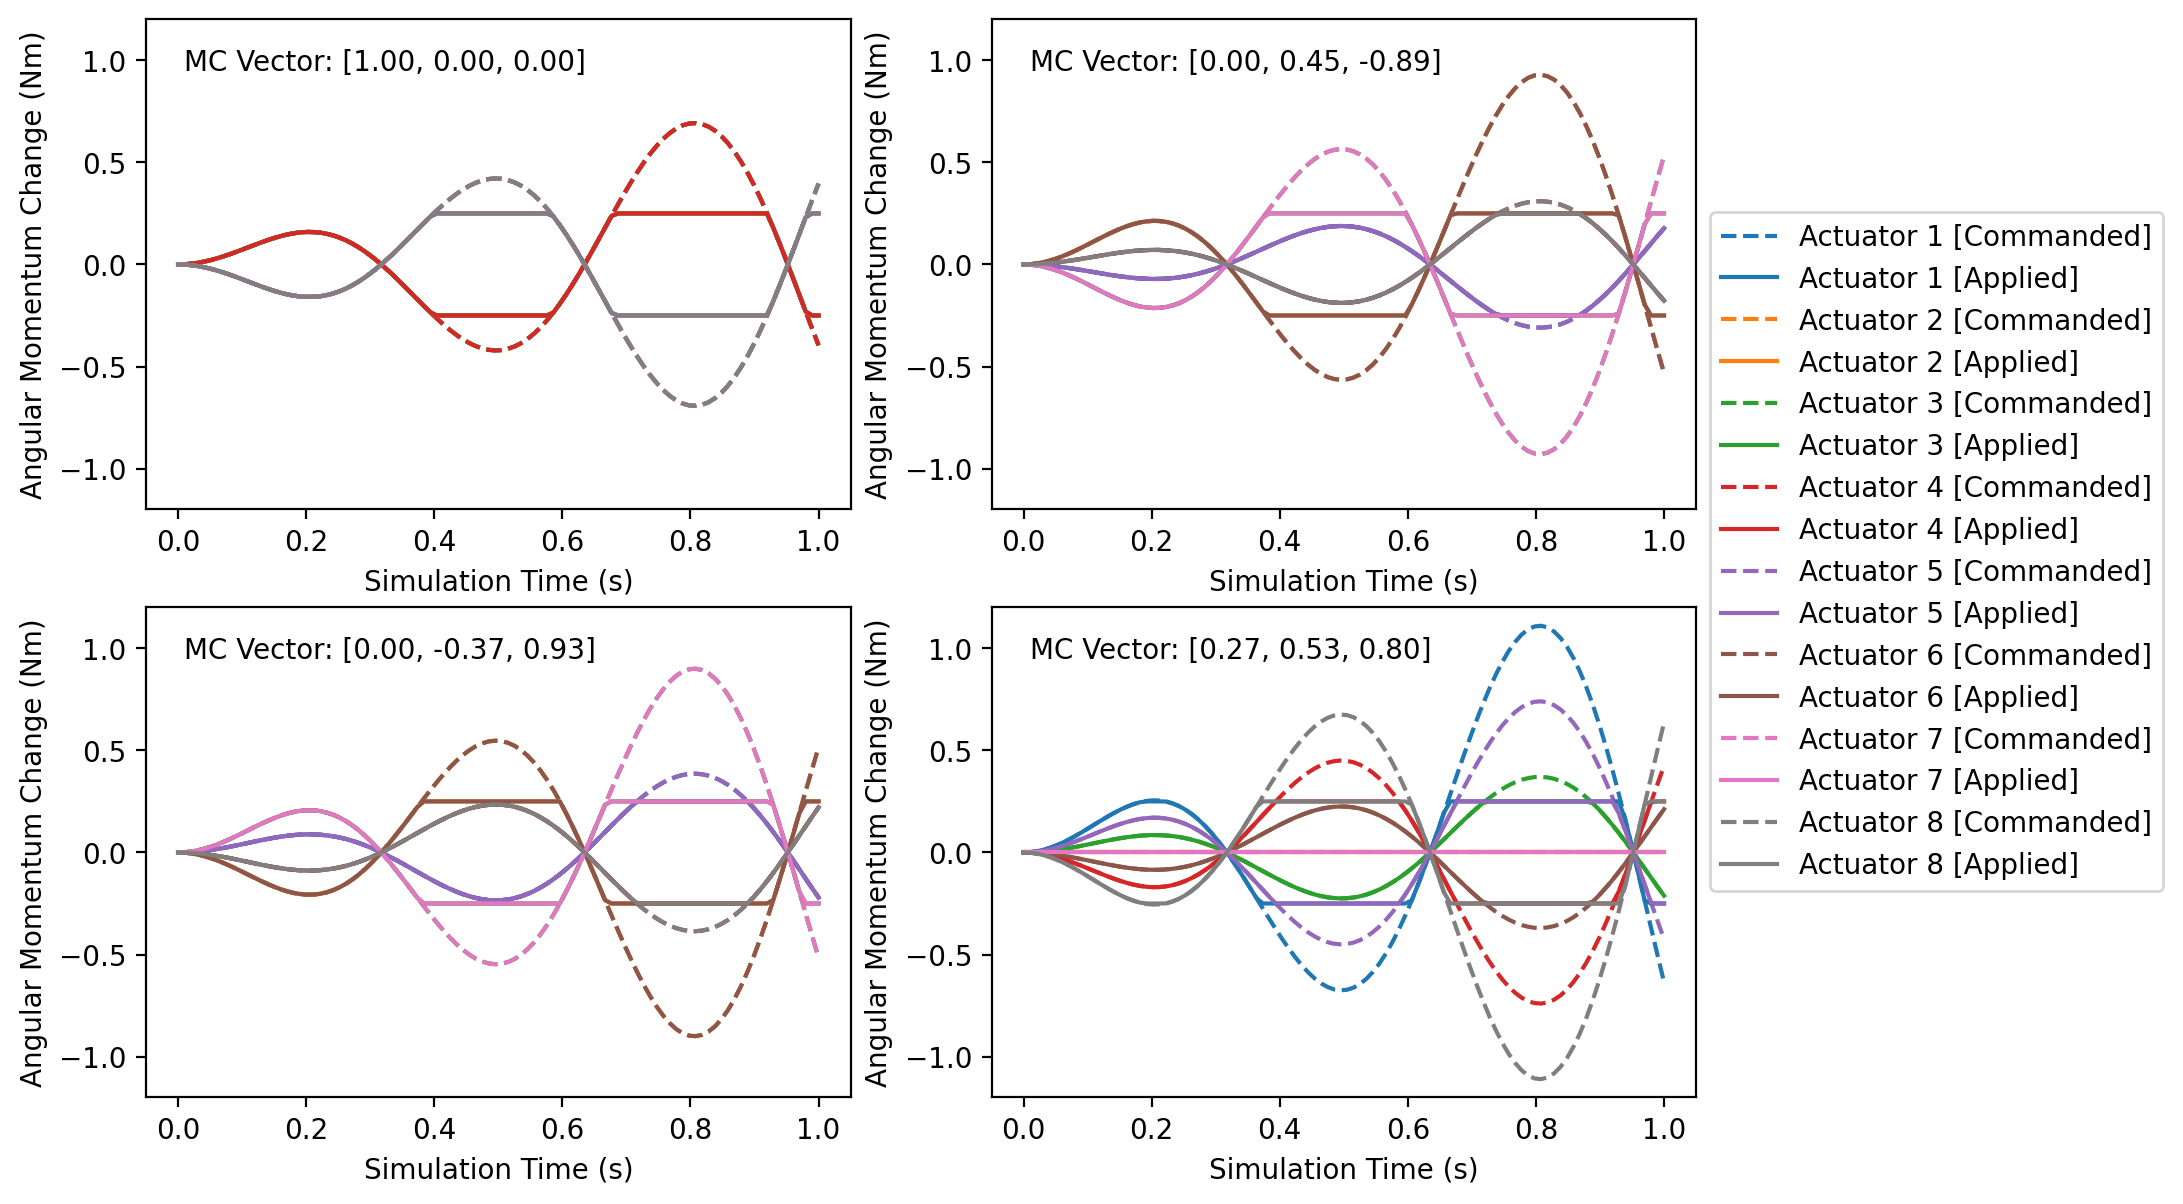 MC Vector: [1.00, 0.00, 0.00]
Angular Momentum Change (Nm)
1.0
0.5
0.0
−0.5
−1.0
0.0 0.2 0.4 0.6 0.8 1.0
Simulation Time (s)
MC Vector: [0.00, 0.45, -0.89]
Angular Momentum Change (Nm)
1.0
0.5
0.0
−0.5
−1.0
0.0 0.2 0.4 0.6 0.8 1.0
Simulation Time (s)
MC Vector: [0.00, -0.37, 0.93]
Angular Momentum Change (Nm)
1.0
0.5
0.0
−0.5
−1.0
0.0 0.2 0.4 0.6 0.8 1.0
Simulation Time (s)
MC Vector: [0.27, 0.53, 0.80]
Angular Momentum Change (Nm)
1.0
0.5
0.0
−0.5
−1.0
0.0 0.2 0.4 0.6 0.8 1.0
Simulation Time (s)
Actuator 1 [Commanded]
Actuator 1 [Applied]
Actuator 2 [Commanded]
Actuator 2 [Applied]
Actuator 3 [Commanded]
Actuator 3 [Applied]
Actuator 4 [Commanded]
Actuator 4 [Applied]
Actuator 5 [Commanded]
Actuator 5 [Applied]
Actuator 6 [Commanded]
Actuator 6 [Applied]
Actuator 7 [Commanded]
Actuator 7 [Applied]
Actuator 8 [Commanded]
Actuator 8 [Applied]